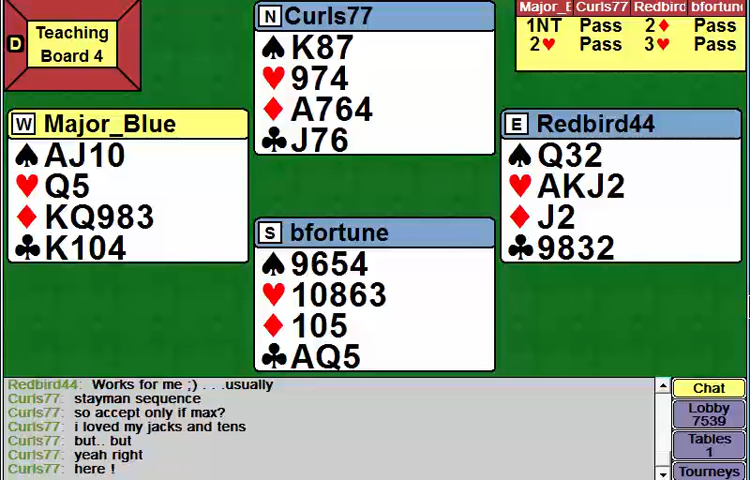 D
Teaching
Board 4
N Curls77
♠K87
♥974
♦A764
♣J76
Major_B Curls77 Redbird bfortun
1NT Pass 2♦ Pass
2♥ Pass 3♥ Pass
W Major_Blue
♠AJ10
♥Q5
♦KQ983
♣K104
E Redbird44
♠Q32
♥AKJ2
♦J2
♣9832
S bfortune
♠9654
♥10863
♦105
♣AQ5
Redbird44: Works for me ;) . . .usually
Curls77: stayman sequence
Curls77: so accept only if max?
Curls77: i loved my jacks and tens
Curls77: but.. but
Curls77: yeah right
Curls77: here !
Chat
Lobby
7539
Tables
1
Tourneys